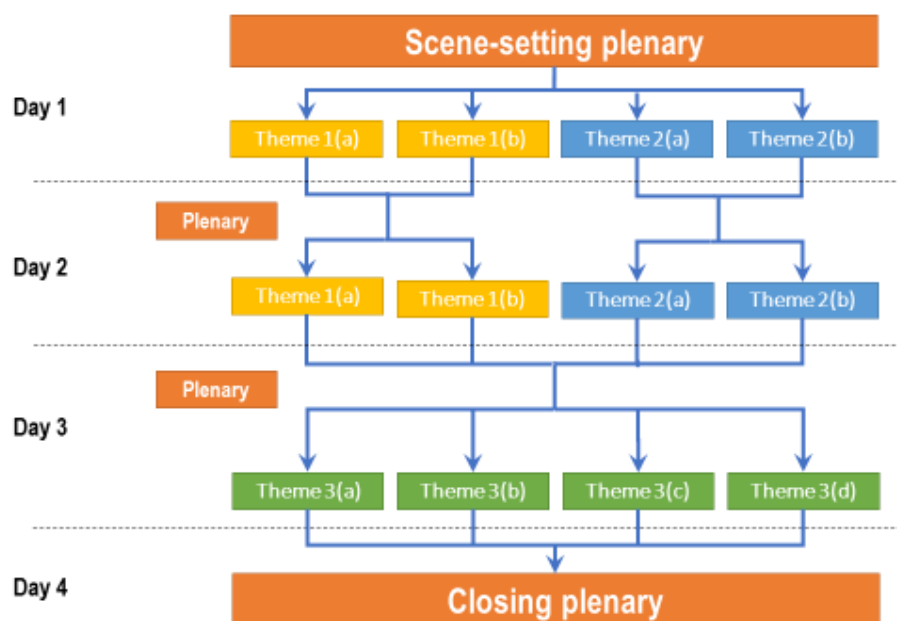 Scene-setting plenary
Day 1
Theme 1(a)
Theme 1(b)
Theme 2(a)
Theme 2(b)
Plenary
Day 2
Theme 1(a)
Theme 1(b)
Theme 2(a)
Theme 2(b)
Plenary
Day 3
Theme 3(a)
Theme 3(b)
Theme 3(c)
Theme 3(d)
Day 4
Closing plenary